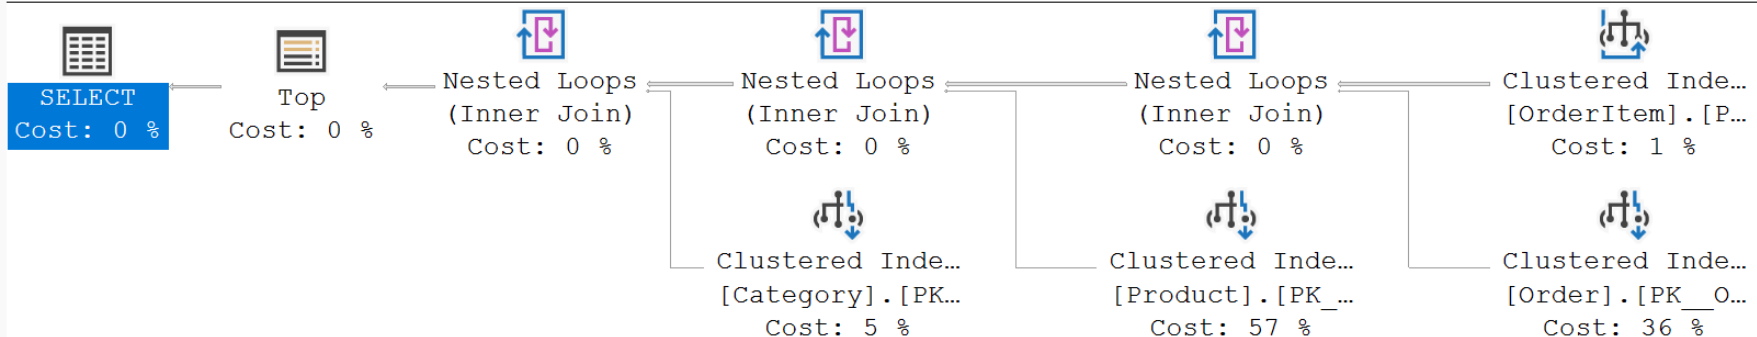 SELECT
Cost: 0 %
Top
Cost: 0 %
Nested Loops
(Inner Join)
Cost: 0 %
Nested Loops
(Inner Join)
Cost: 0 %
Nested Loops
(Inner Join)
Cost: 0 %
Clustered Inde…
[OrderItem].[P…
Cost: 1 %
Clustered Inde…
[Category].[PK…
Cost: 5 %
Clustered Inde…
[Product].[PK_…
Cost: 57 %
Clustered Inde…
[Order].[PK__O…
Cost: 36 %